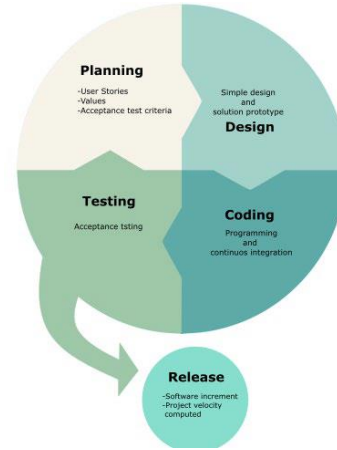 Planning
-User Stories
-Values
-Acceptance test criteria
Simple design
and
solution prototype
Design
Testing
Acceptance tsting
Coding
Programming
and
continuos integration
Release
-Software increment
-Project velocity
computed